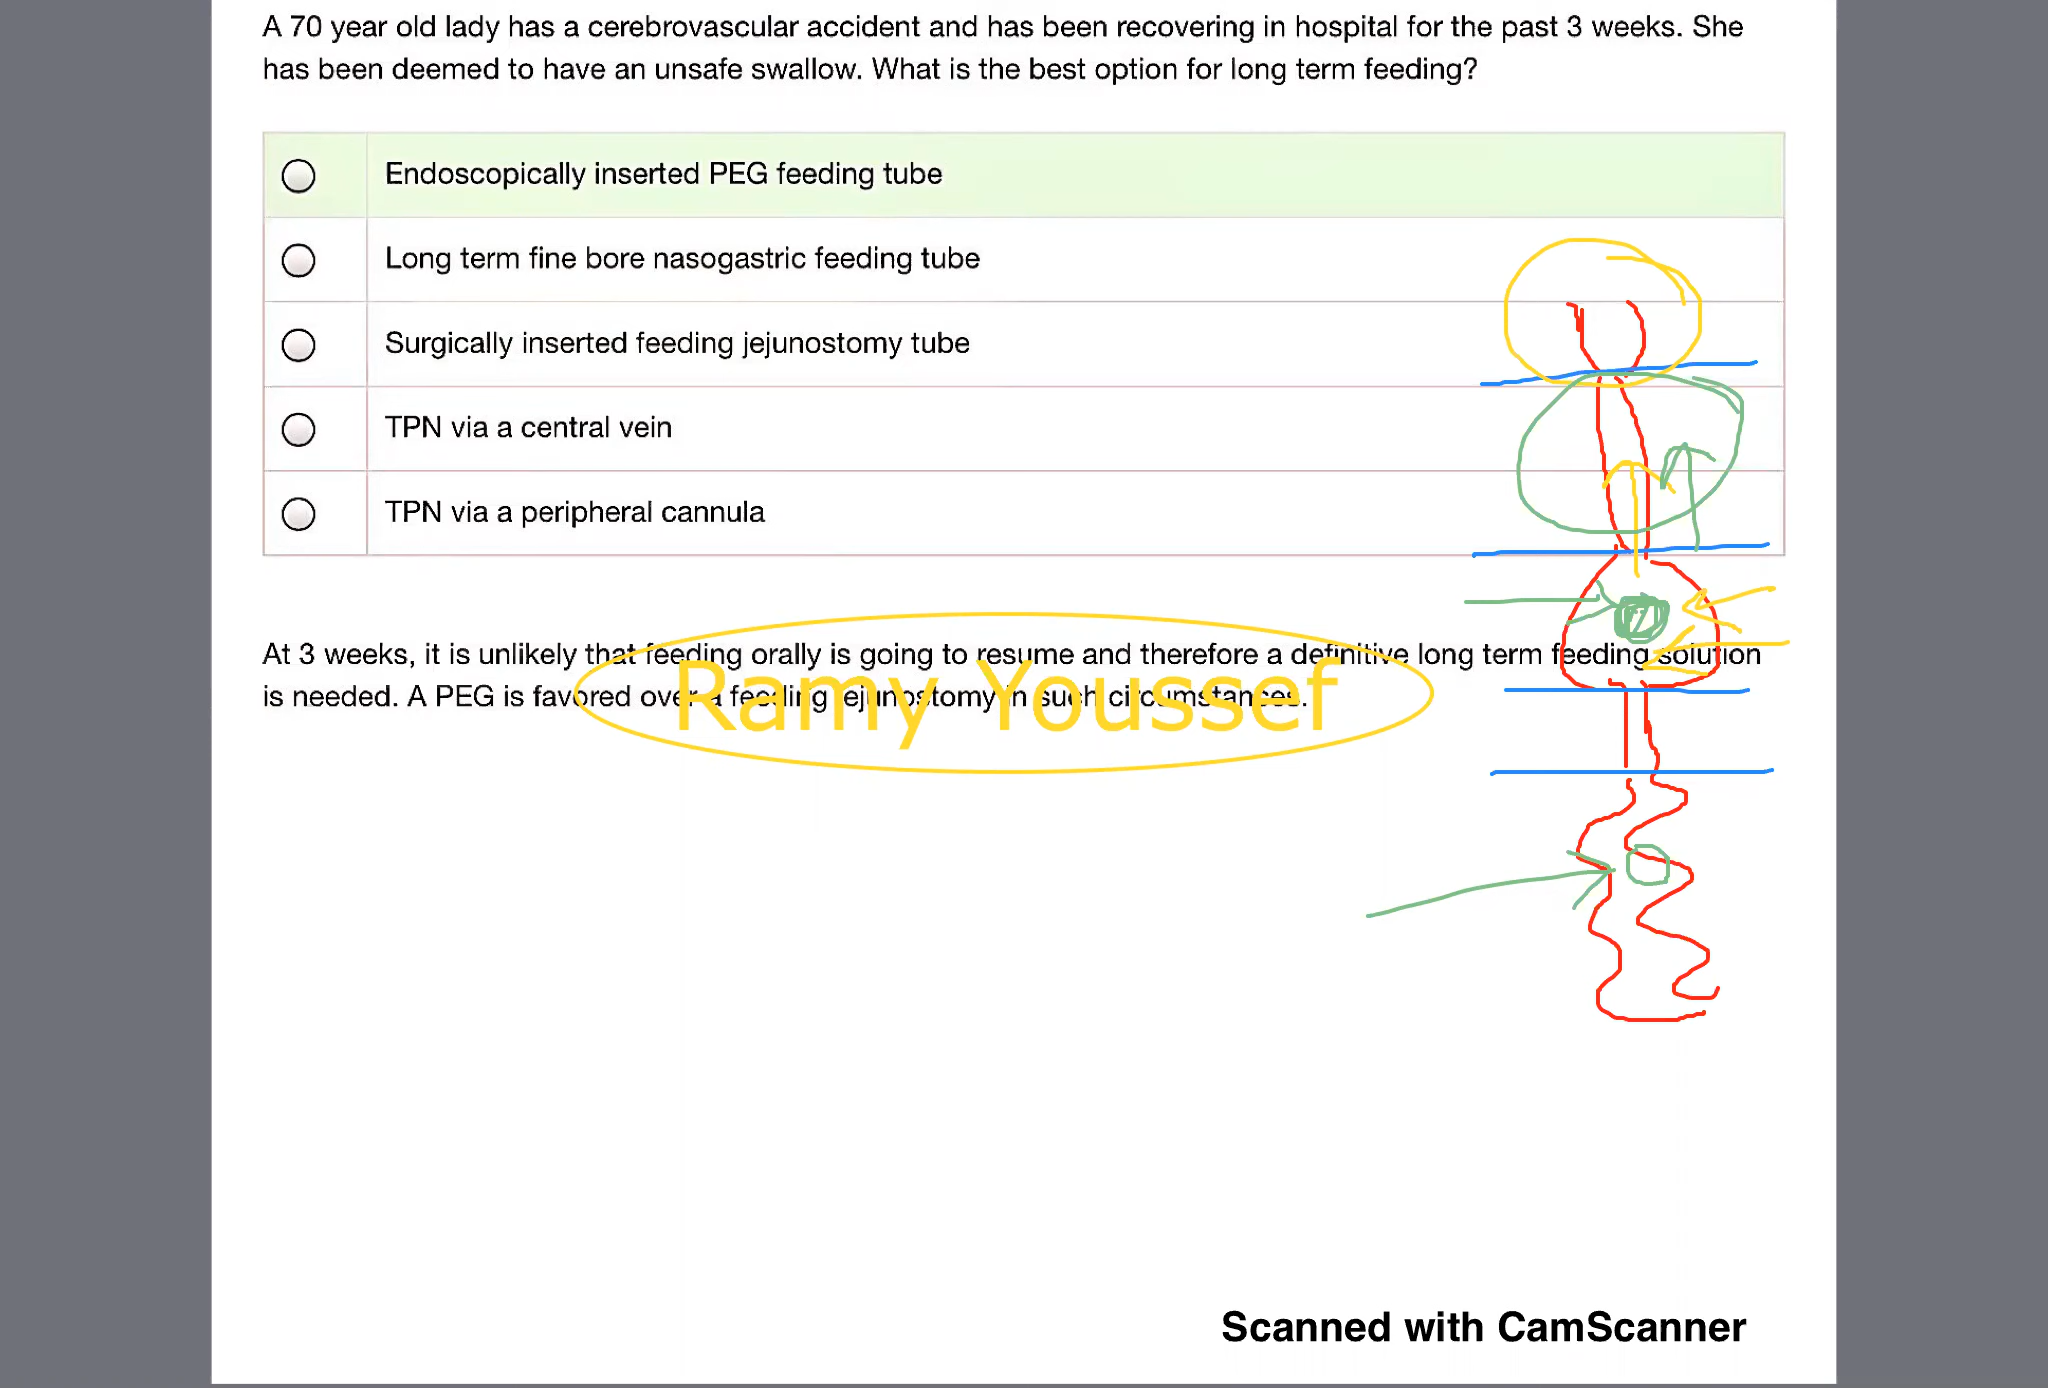 A 70 year old lady has a cerebrovascular accident and has been recovering in hospital for the past 3 weeks. She
has been deemed to have an unsafe swallow. What is the best option for long term feeding?
Endoscopically inserted PEG feeding tube
Long term fine bore nasogastric feeding tube
Surgically inserted feeding jejunostomy tube
TPN via a central vein
TPN via a peripheral cannula
At 3 weeks, it is unlikely that feeding orally is going to resume and therefore a definitive long term feeding solution
is needed. A PEG is favored over a feeding jejunostomy in such circumstances.
Ramy Youssef
Scanned with CamScanner